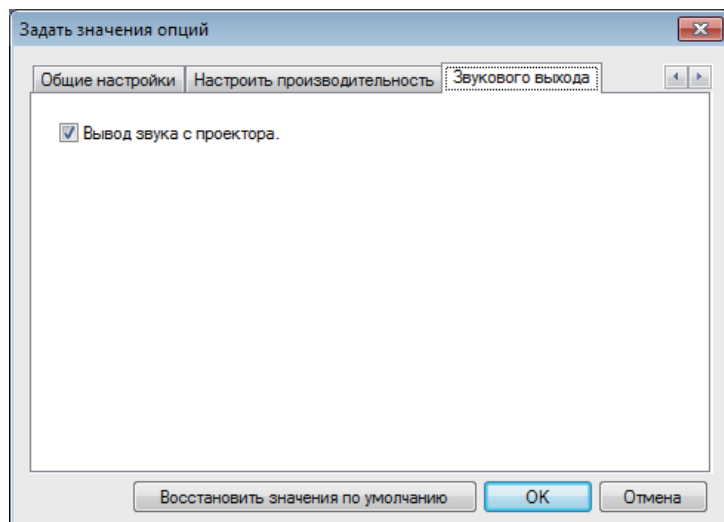 Задать значения опций
Общие настройки Настроить производительность Звукового выхода
Вывод звука с проектора.
Восстановить значения по умолчанию OK Отмена